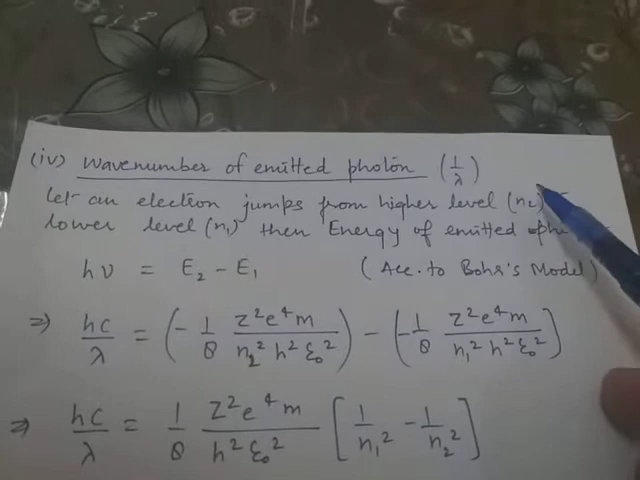 (iv) Wavenumber of emitted photon (1/λ)
Let an electron jumps from higher level (n₂)
lower level (n₁) then Energy of emitted
hν = E₂ - E₁ (Acc. to Bohr's Model)
⇒ hc/λ = (- 1/8 Z²e⁴m/n₂²h²ε₀²) - (- 1/8 Z²e⁴m/n₁²h²ε₀²)
⇒ hc/λ = 1/8 Z²e⁴m/h²ε₀² [1/n₁² - 1/n₂²]